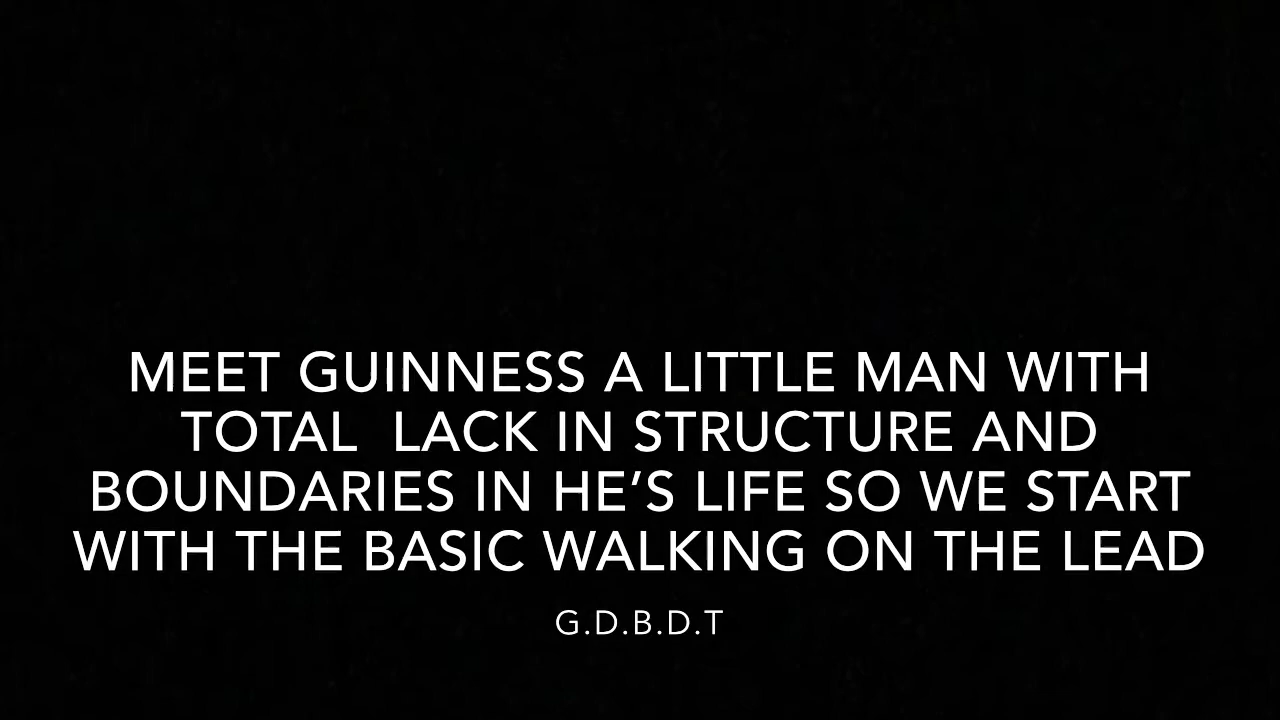 MEET GUINNESS A LITTLE MAN WITH
TOTAL  LACK IN STRUCTURE AND
BOUNDARIES IN HE’S LIFE SO WE START
WITH THE BASIC WALKING ON THE LEAD
G.D.B.D.T